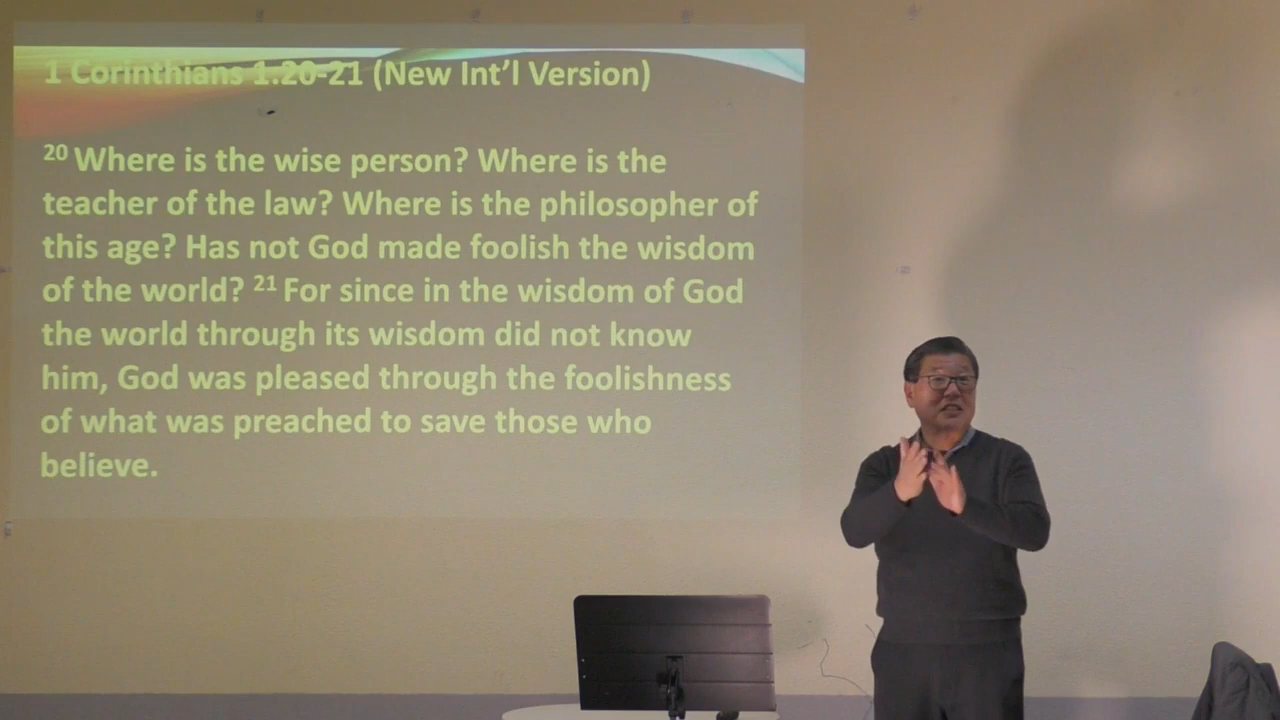 1 Corinthians 1.20-21 (New Int’l Version)
20 Where is the wise person? Where is the
teacher of the law? Where is the philosopher of
this age? Has not God made foolish the wisdom
of the world? 21 For since in the wisdom of God
the world through its wisdom did not know
him, God was pleased through the foolishness
of what was preached to save those who
believe.